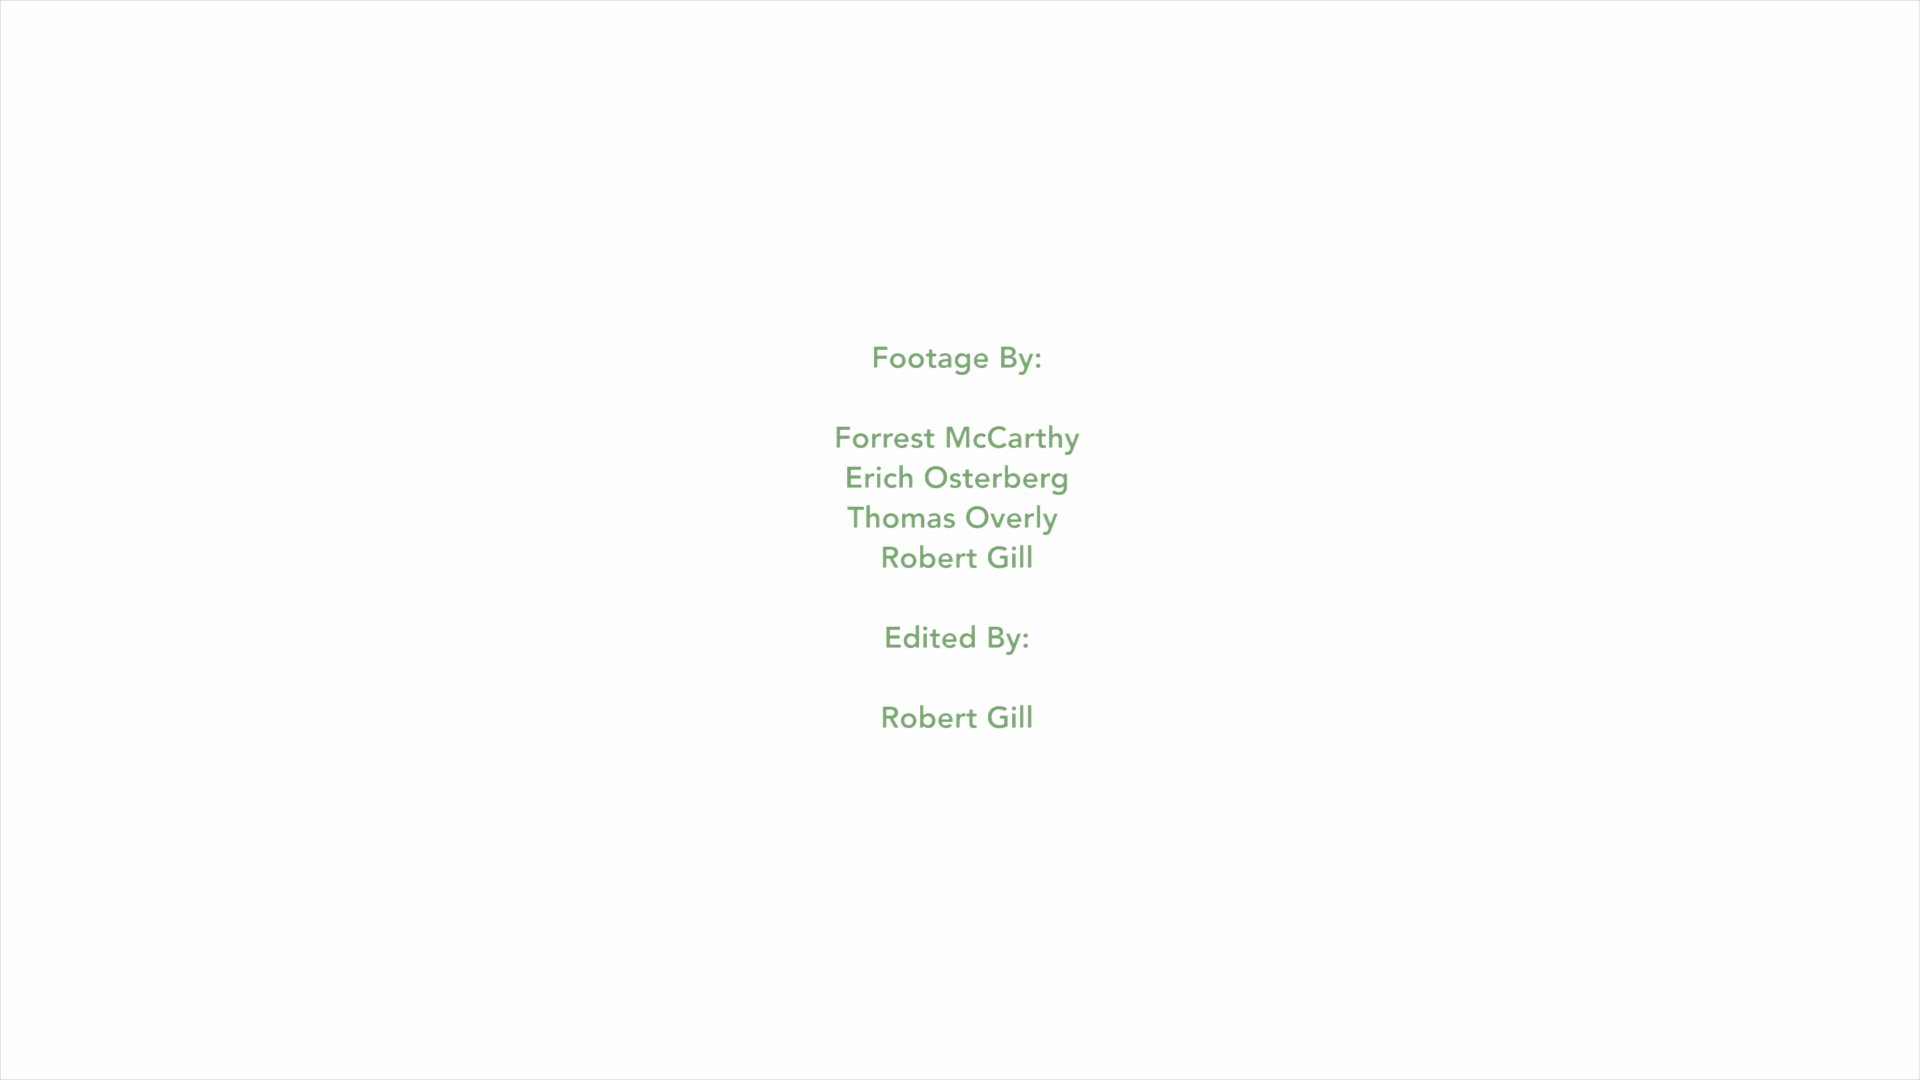 Footage By:
Forrest McCarthy
Erich Osterberg
Thomas Overly
Robert Gill
Edited By:
Robert Gill